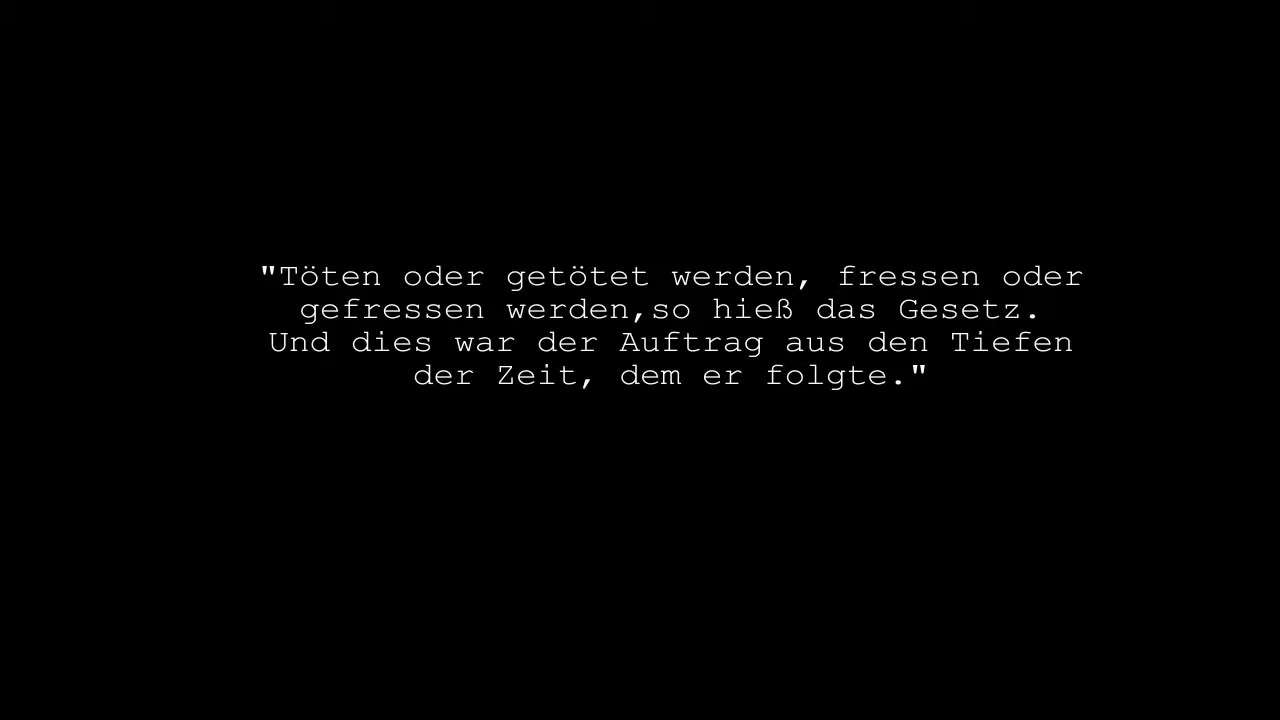 "Töten oder getötet werden, fressen oder
gefressen werden,so hieß das Gesetz.
Und dies war der Auftrag aus den Tiefen
der Zeit, dem er folgte."